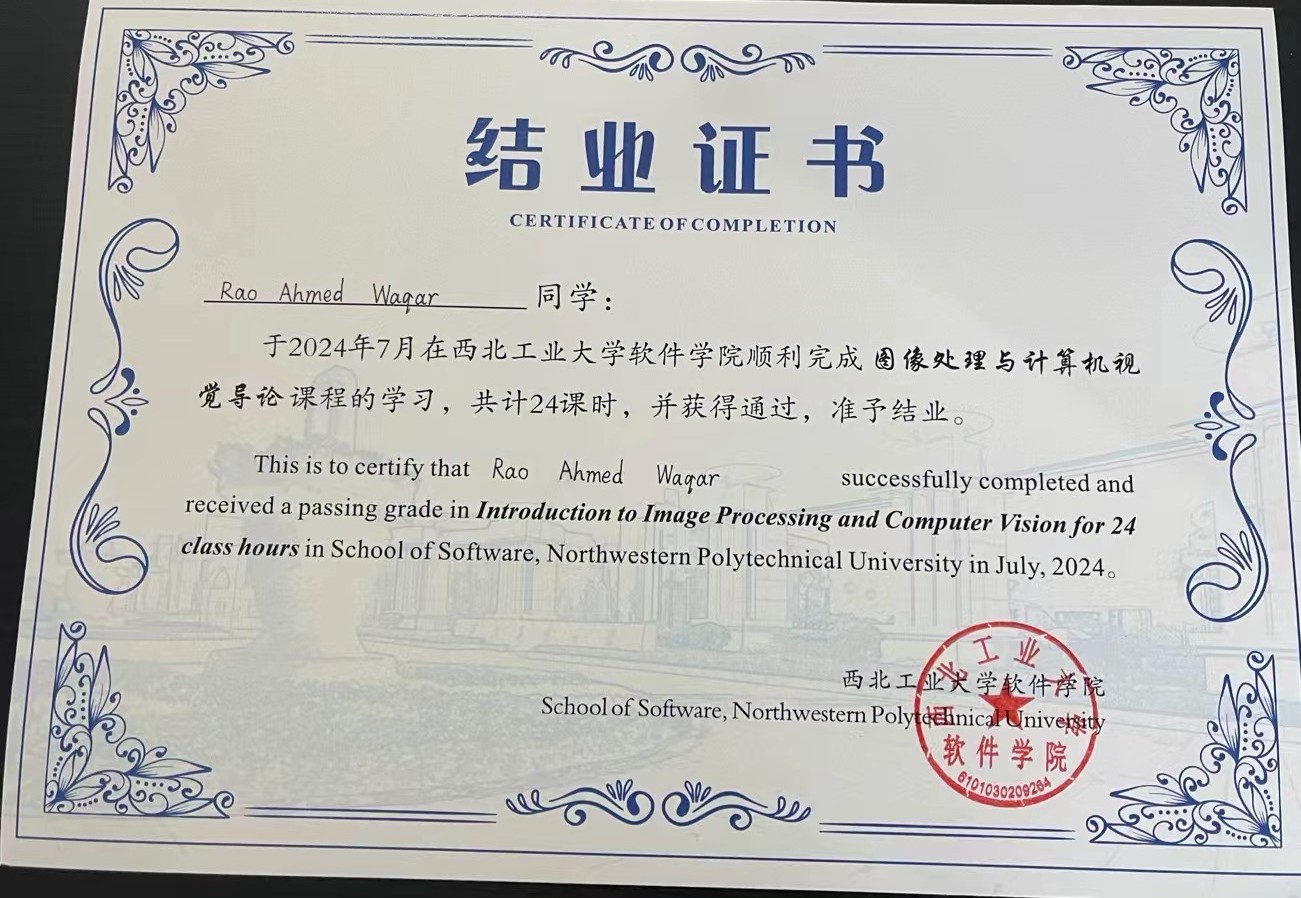 结业证书
CERTIFICATE OF COMPLETION
Rao Ahmed Waqar 同学：
于2024年7月在西北工业大学软件学院顺利完成图像处理与计算机视
觉导论课程的学习，共计24课时，并获得通过，准予结业。
This is to certify that Rao Ahmed Waqar successfully completed and
received a passing grade in Introduction to Image Processing and Computer Vision for 24
class hours in School of Software, Northwestern Polytechnical University in July, 2024。
西北工业大学软件学院
School of Software, Northwestern Polytechnical University
西北工业大学
软件学院
6101030209264